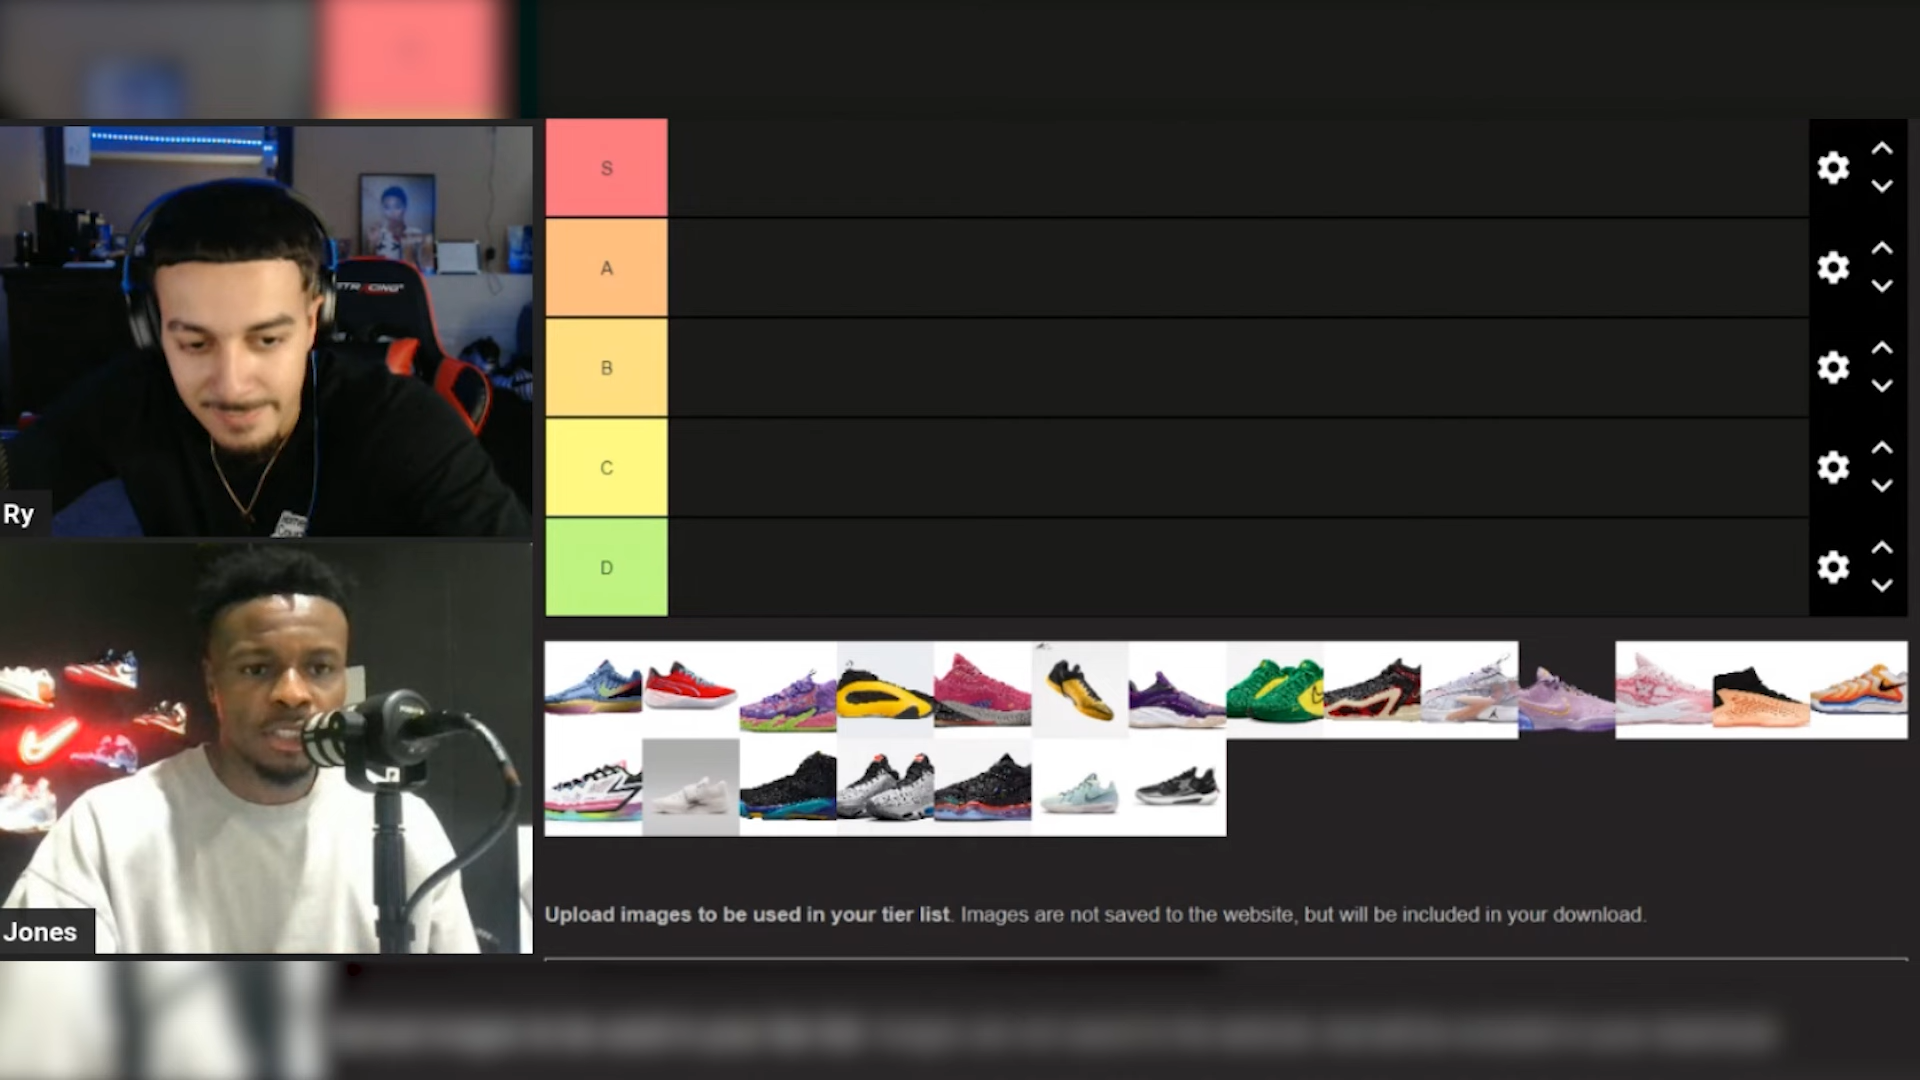 S
A
B
C
D
Ry
Jones
Upload images to be used in your tier list. Images are not saved to the website, but will be included in your download.